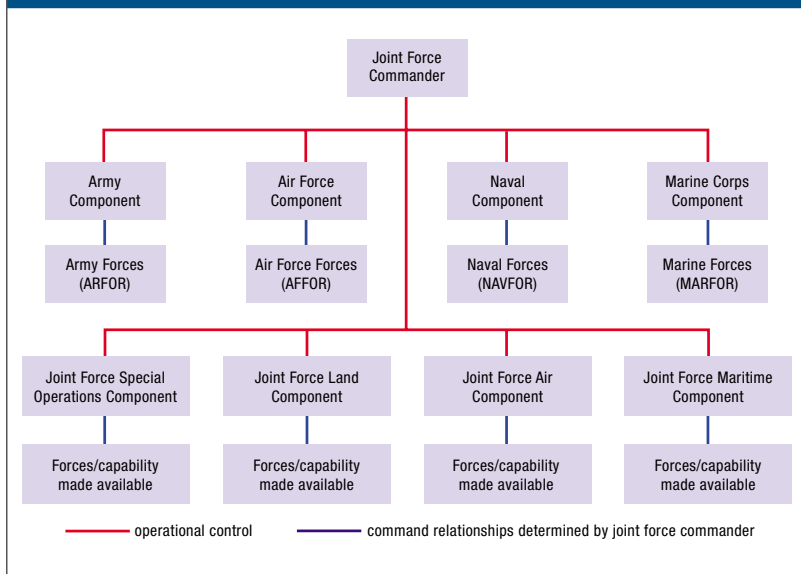 Joint Force
Commander
Army
Component
Air Force
Component
Naval
Component
Marine Corps
Component
Army Forces
(ARFOR)
Air Force Forces
(AFFOR)
Naval Forces
(NAVFOR)
Marine Forces
(MARFOR)
Joint Force Special
Operations Component
Joint Force Land
Component
Joint Force Air
Component
Joint Force Maritime
Component
Forces/capability
made available
Forces/capability
made available
Forces/capability
made available
Forces/capability
made available
operational control
command relationships determined by joint force commander